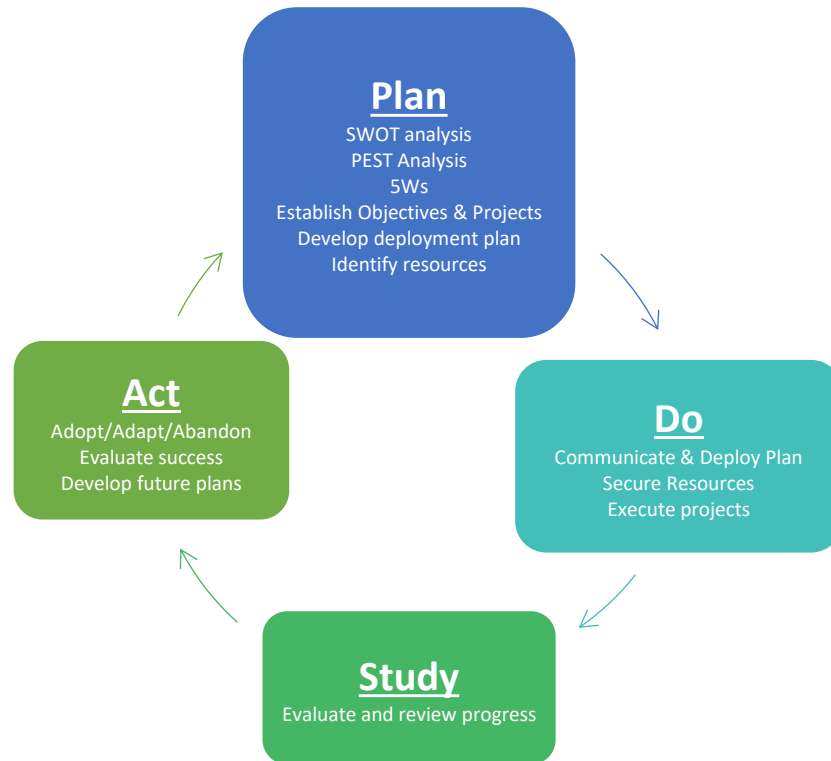 Plan
SWOT analysis
PEST Analysis
5Ws
Establish Objectives & Projects
Develop deployment plan
Identify resources
Do
Communicate & Deploy Plan
Secure Resources
Execute projects
Study
Evaluate and review progress
Act
Adopt/Adapt/Abandon
Evaluate success
Develop future plans